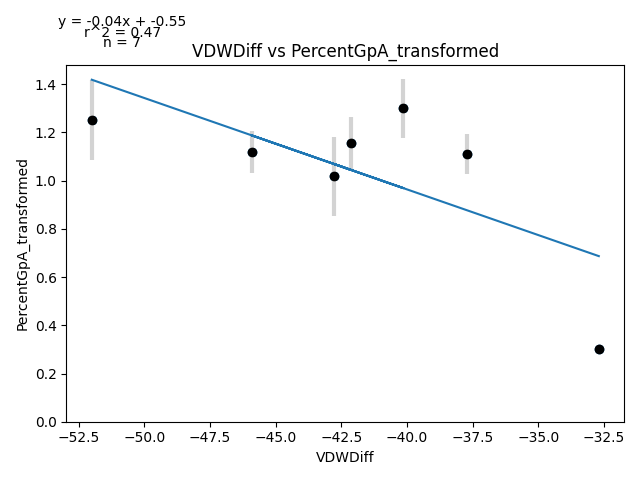 y = -0.04x + -0.55
r^2 = 0.47
n = 7
VDWDiff vs PercentGpA_transformed
PercentGpA_transformed
1.4
1.2
1.0
0.8
0.6
0.4
0.2
0.0
−52.5 −50.0 −47.5 −45.0 −42.5 −40.0 −37.5 −35.0 −32.5
VDWDiff